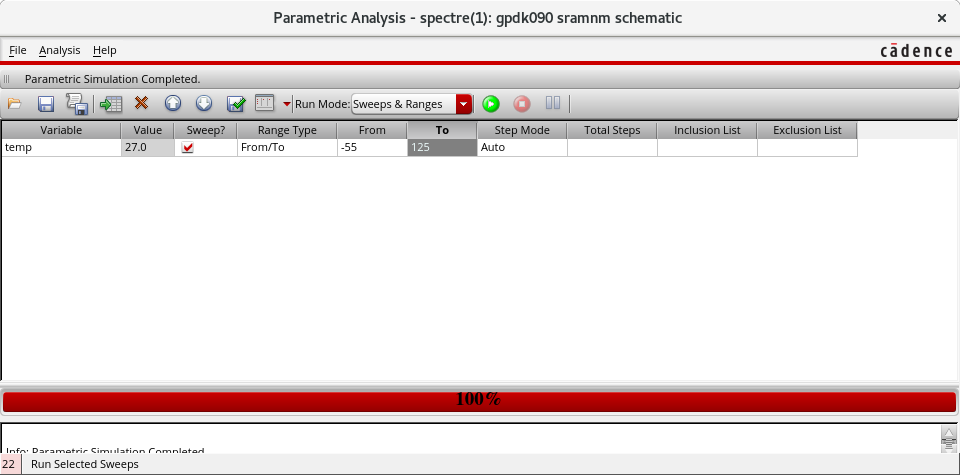 Parametric Analysis - spectre(1): gpdk090 sramnm schematic ×
File Analysis Help cādence
Parametric Simulation Completed.
Run Mode: Sweeps & Ranges
Variable Value Sweep? Range Type From To Step Mode Total Steps Inclusion List Exclusion List
temp 27.0 From/To -55 125 Auto
100%
Info: Parametric Simulation Completed
22 Run Selected Sweeps